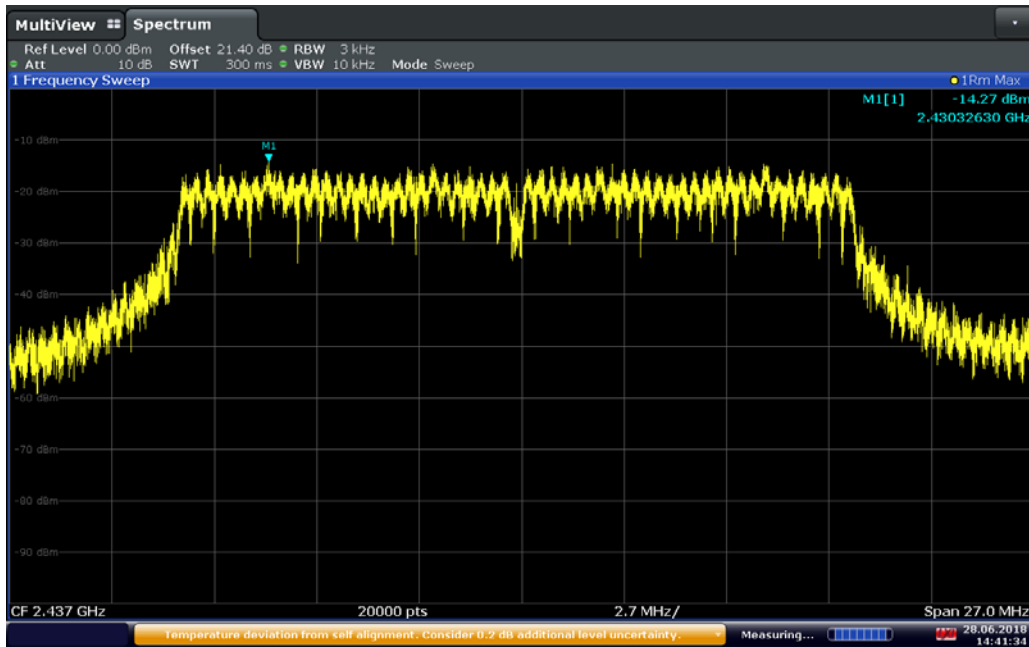 MultiView Spectrum
Ref Level 0.00 dBm Offset 21.40 dB RBW 3 kHz
Att 10 dB SWT 300 ms VBW 10 kHz Mode Sweep
1 Frequency Sweep 1Rm Max
M1[1] -14.27 dBm
2.43032630 GHz
-10 dBm
M1
-20 dBm
-30 dBm
-40 dBm
-60 dBm
-70 dBm
-80 dBm
-90 dBm
CF 2.437 GHz 20000 pts 2.7 MHz/ Span 27.0 MHz
Temperature deviation from self alignment. Consider 0.2 dB additional level uncertainty. Measuring... 28.06.2018
14:41:34